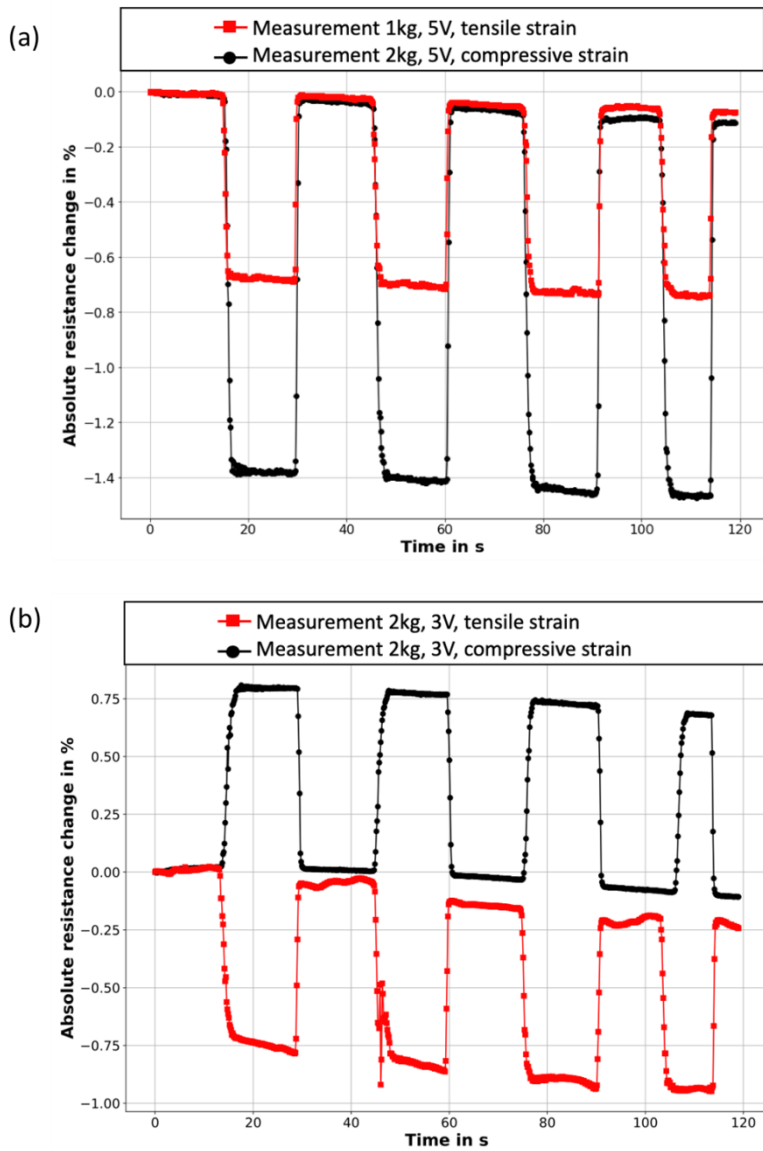 (a)
Measurement 1kg, 5V, tensile strain
Measurement 2kg, 5V, compressive strain
Absolute resistance change in %
0.0
−0.2
−0.4
−0.6
−0.8
−1.0
−1.2
−1.4
0 20 40 60 80 100 120
Time in s
(b)
Measurement 2kg, 3V, tensile strain
Measurement 2kg, 3V, compressive strain
Absolute resistance change in %
0.75
0.50
0.25
0.00
−0.25
−0.50
−0.75
−1.00
0 20 40 60 80 100 120
Time in s